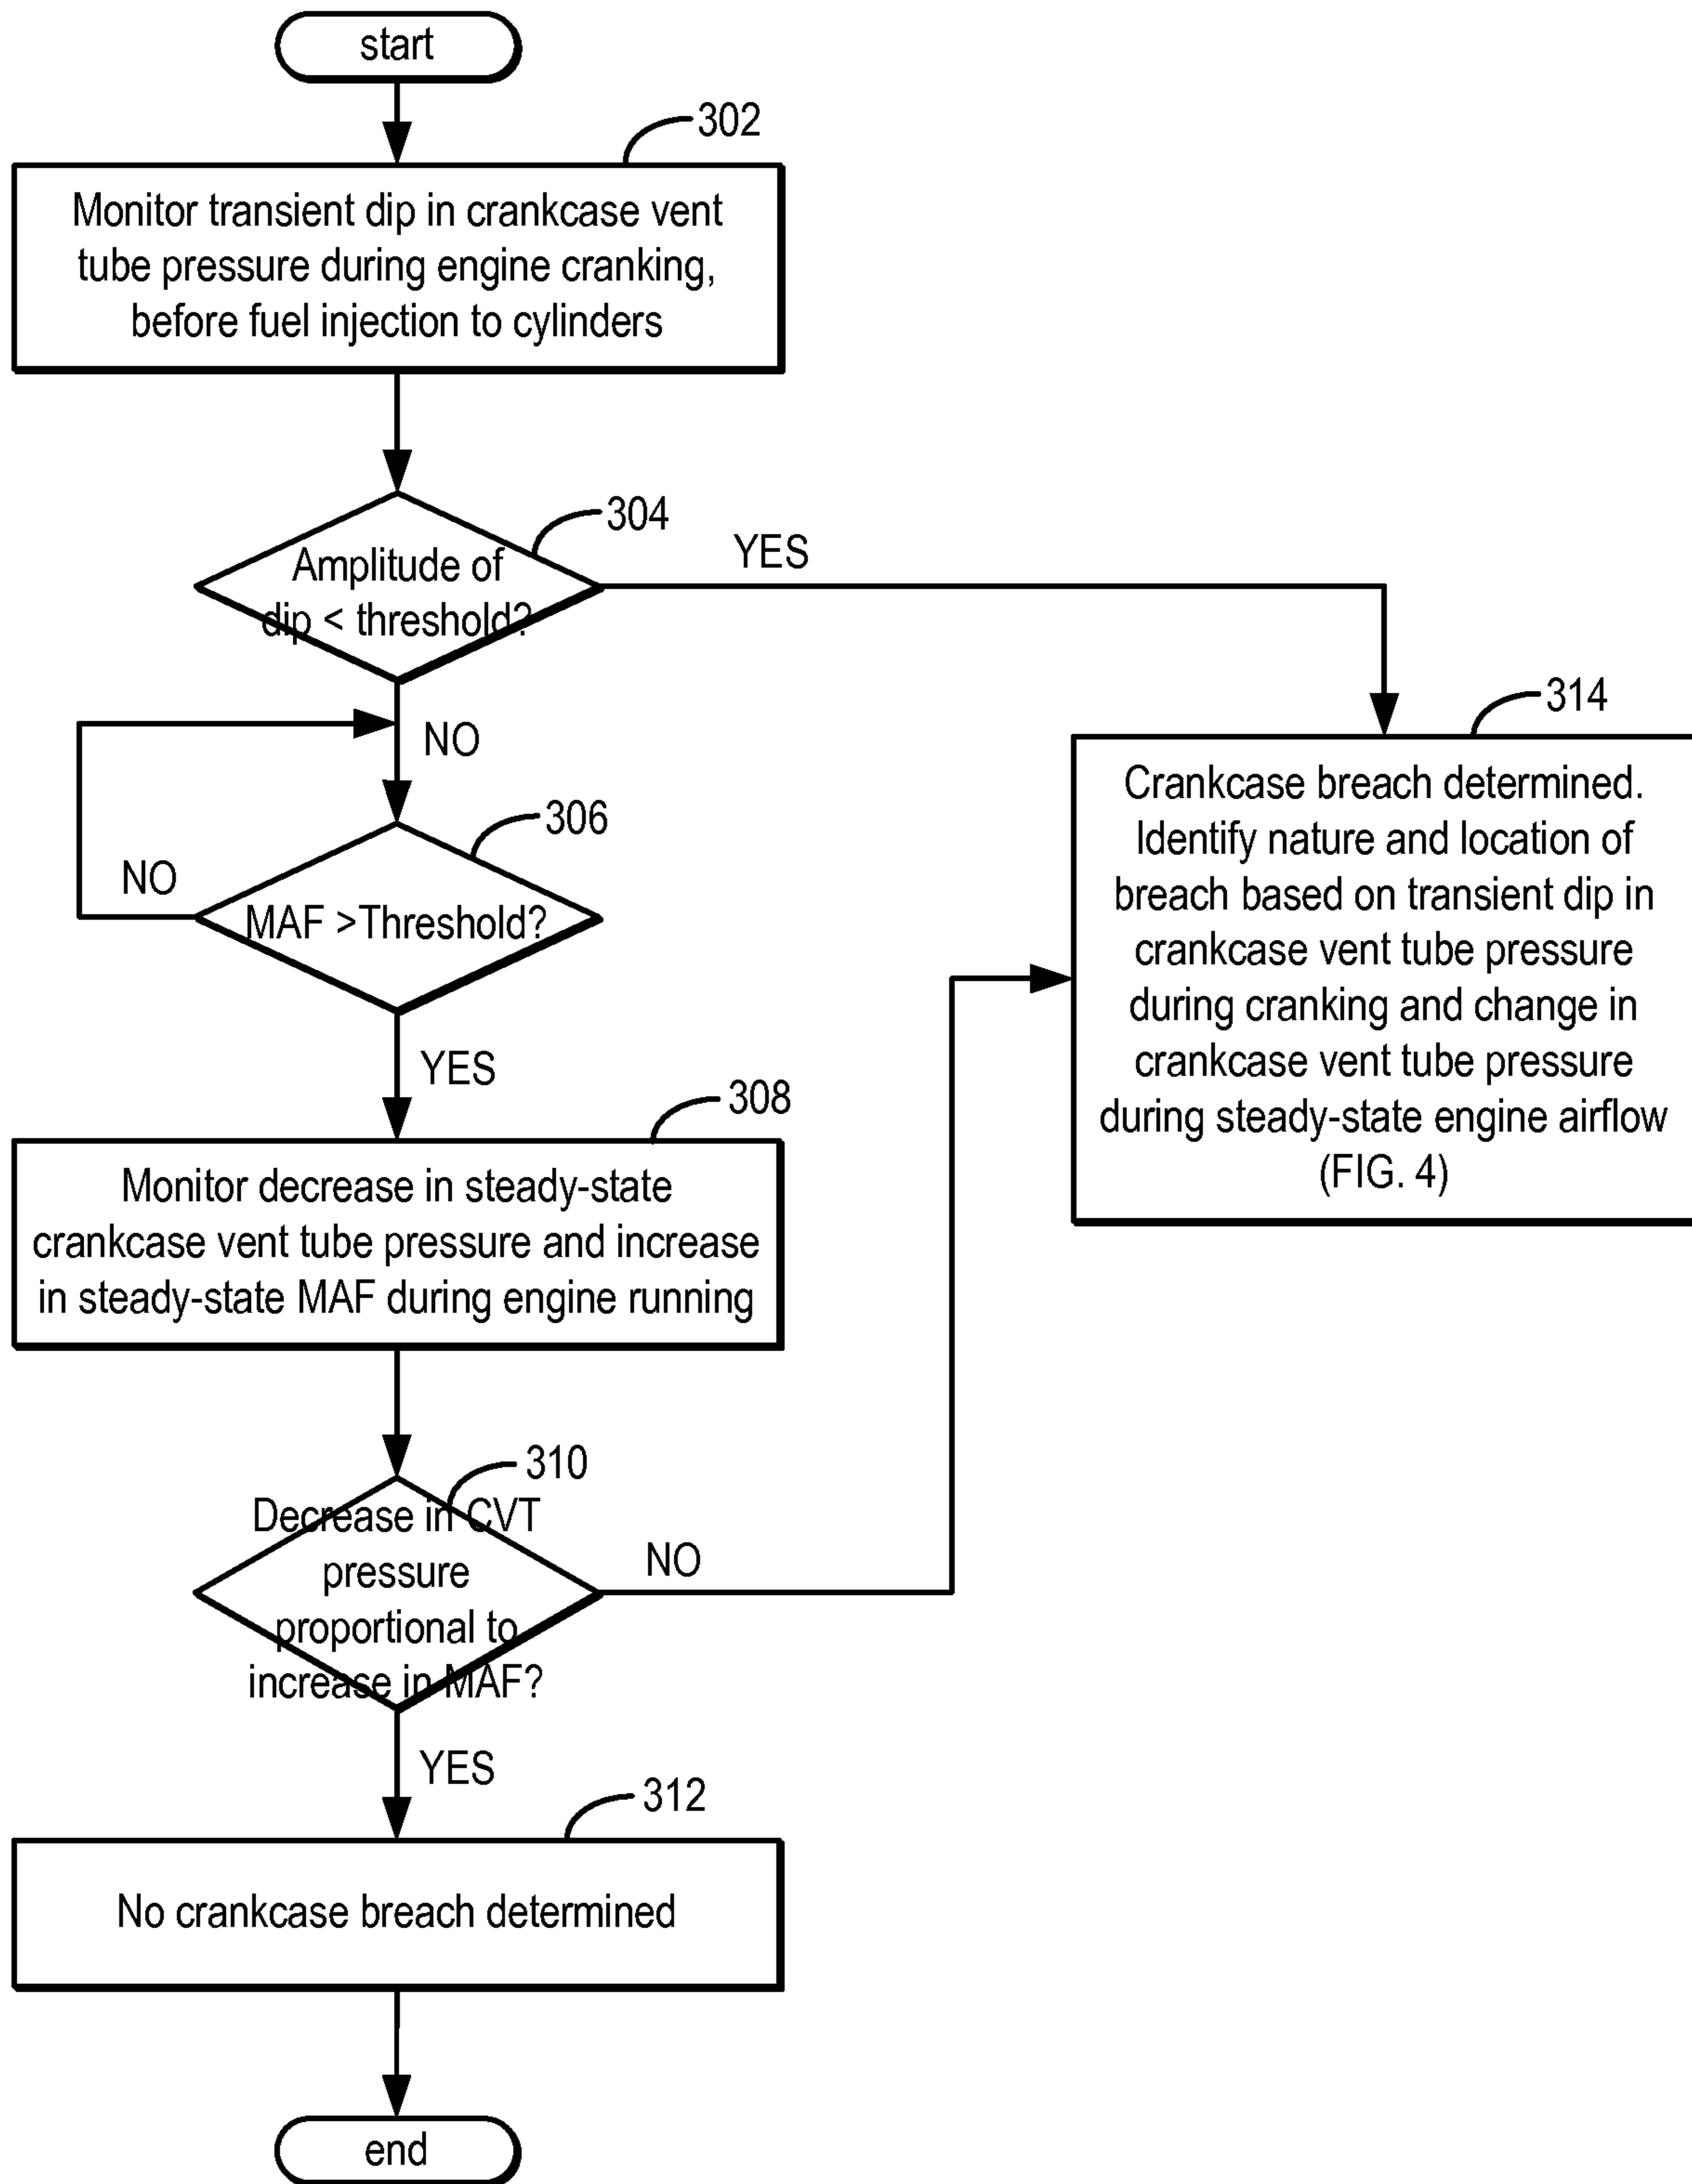 start
302
Monitor transient dip in crankcase vent
tube pressure during engine cranking,
before fuel injection to cylinders
304
Amplitude of
dip < threshold?
YES
NO
306
MAF >Threshold?
NO
YES
308
Monitor decrease in steady-state
crankcase vent tube pressure and increase
in steady-state MAF during engine running
310
Decrease in CVT
pressure
proportional to
increase in MAF?
NO
YES
312
No crankcase breach determined
end
314
Crankcase breach determined.
Identify nature and location of
breach based on transient dip in
crankcase vent tube pressure
during cranking and change in
crankcase vent tube pressure
during steady-state engine airflow
(FIG. 4)